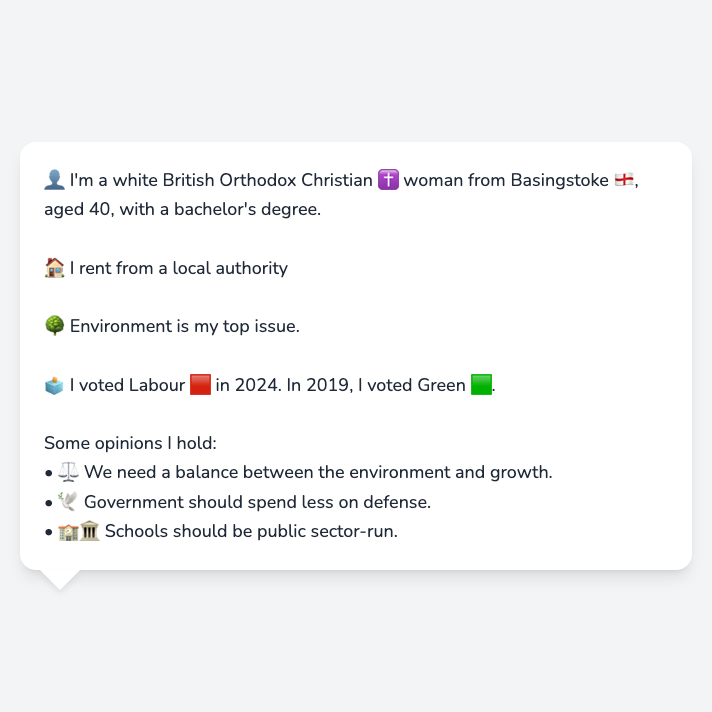 👤 I'm a white British Orthodox Christian ✝️ woman from Basingstoke 🏴󠁧󠁢󠁥󠁮󠁧󠁿,
aged 40, with a bachelor's degree.
🏠 I rent from a local authority
🌳 Environment is my top issue.
🗳️ I voted Labour 🟥 in 2024. In 2019, I voted Green 🟩.
Some opinions I hold:
• ⚖️ We need a balance between the environment and growth.
• 🕊️ Government should spend less on defense.
• 🏫🏛️ Schools should be public sector-run.